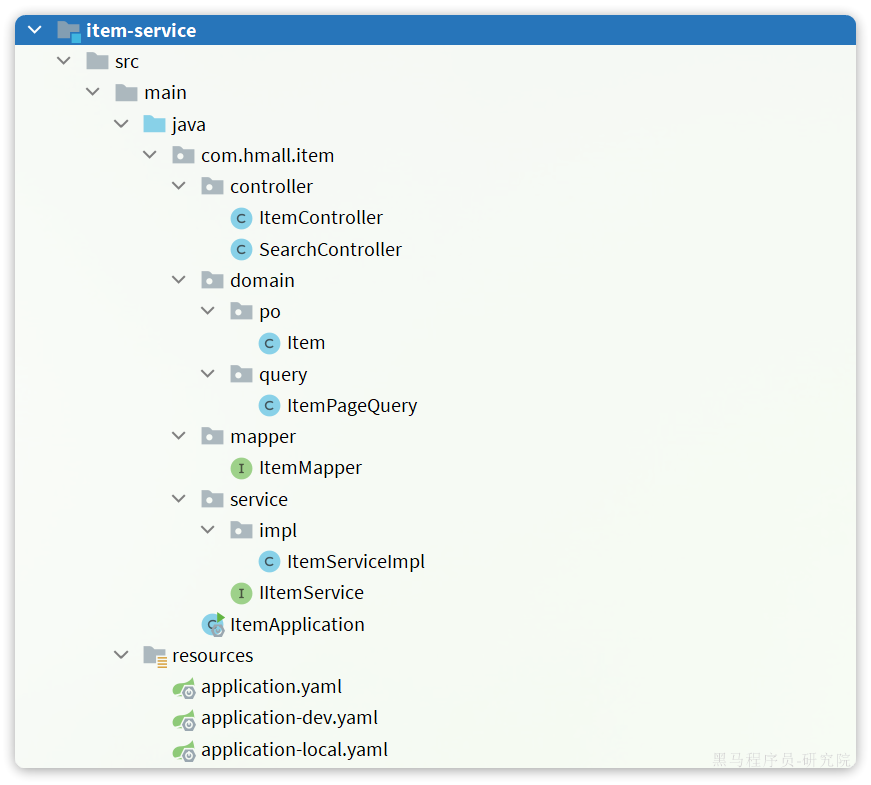 item-service
src
main
java
com.hmall.item
controller
C ItemController
C SearchController
domain
po
C Item
query
C ItemPageQuery
mapper
I ItemMapper
service
impl
C ItemServiceImpl
I IItemService
C ItemApplication
resources
application.yaml
application-dev.yaml
application-local.yaml
黑马程序员-研究院